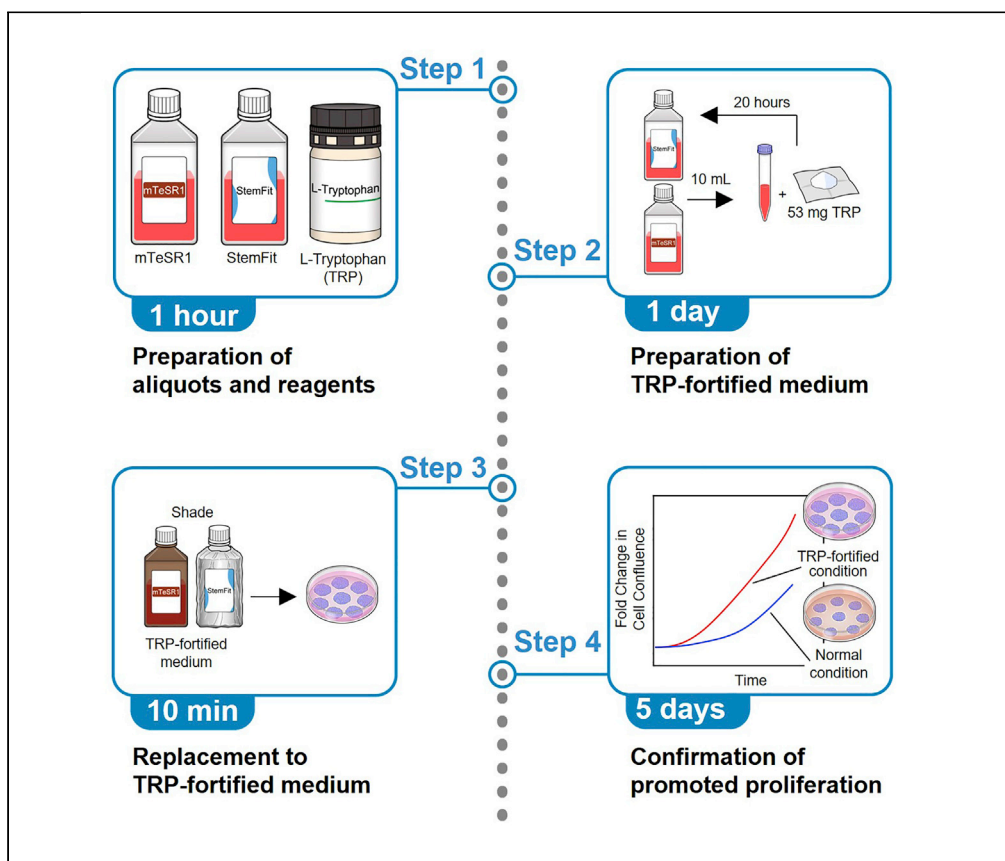 Step 1
mTeSR1
StemFit
L-Tryptophan
mTeSR1
StemFit
L-Tryptophan
(TRP)
1 hour
Preparation of
aliquots and reagents
Step 2
20 hours
StemFit
10 mL
mTeSR1
+
53 mg TRP
1 day
Preparation of
TRP-fortified medium
Step 3
Shade
mTeSR1
StemFit
TRP-fortified
medium
10 min
Replacement to
TRP-fortified medium
Step 4
Fold Change in
Cell Confluence
TRP-fortified
condition
Normal
condition
Time
5 days
Confirmation of
promoted proliferation